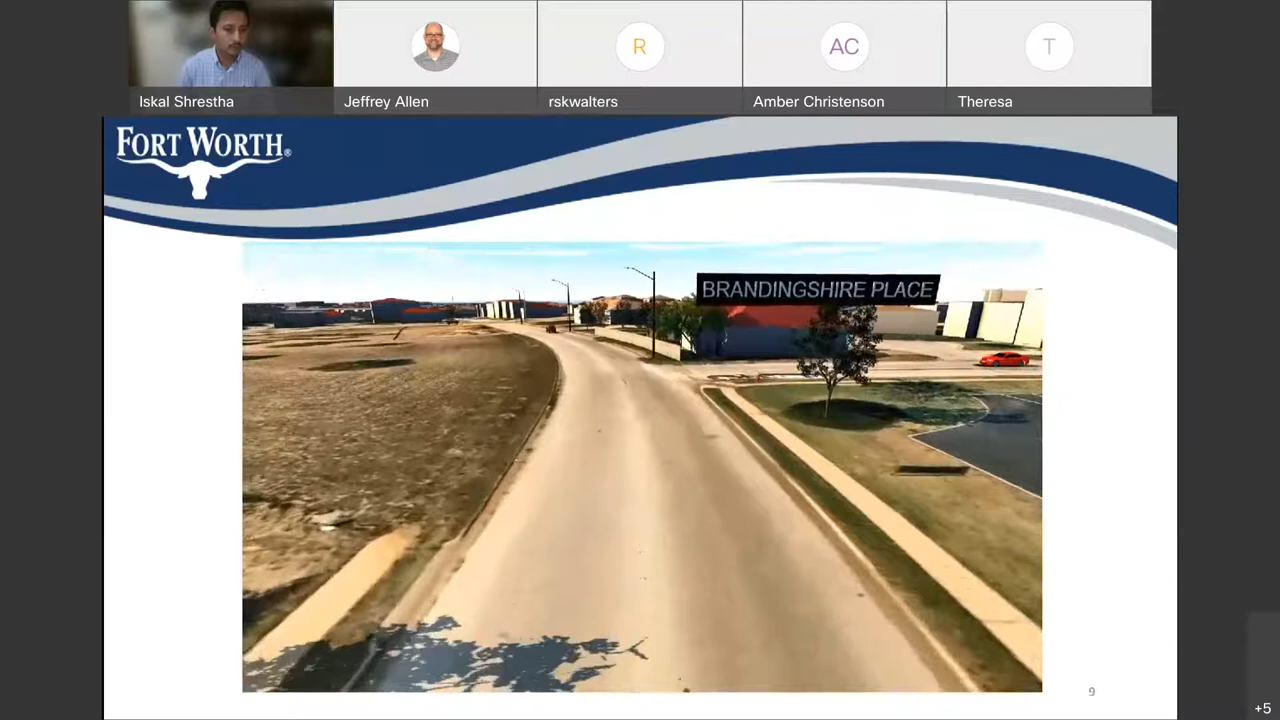 R
AC
T
Iskal Shrestha
Jeffrey Allen
rskwalters
Amber Christenson
Theresa
FORT WORTH®
BRANDINGSHIRE PLACE
9
+5